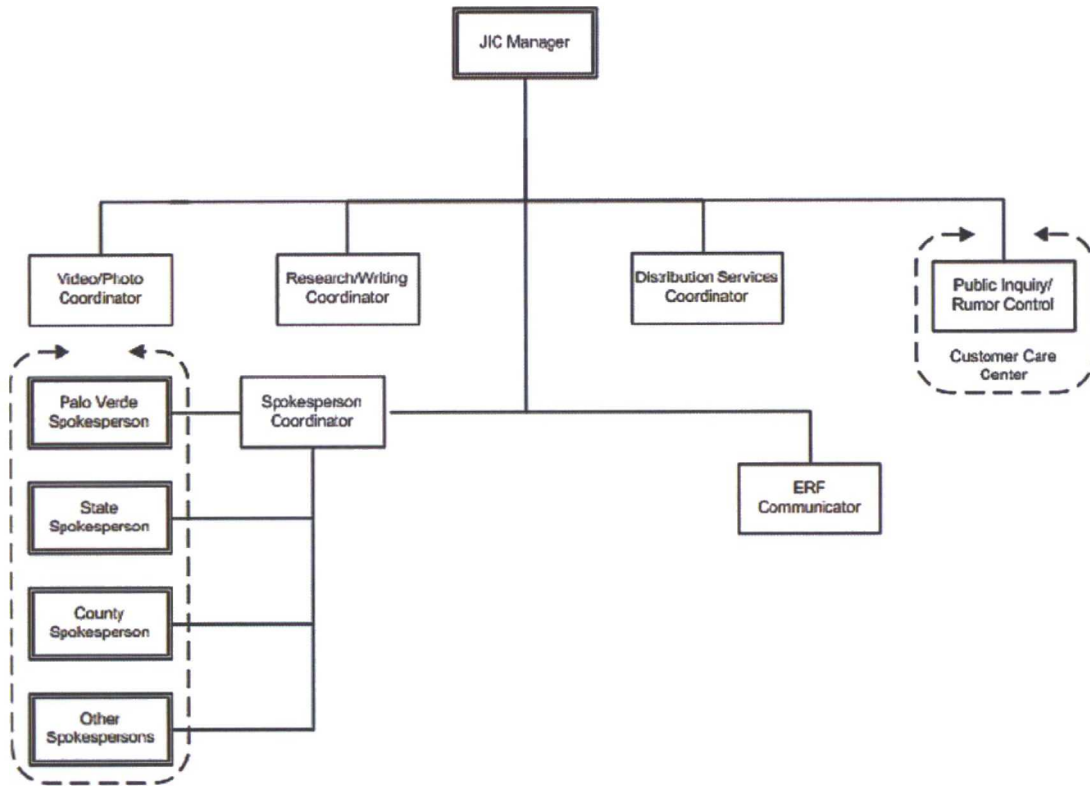 JIC Manager
Video/Photo
Coordinator
Research/Writing
Coordinator
Distribution Services
Coordinator
Public Inquiry/
Rumor Control
Customer Care
Center
Palo Verde
Spokesperson
Spokesperson
Coordinator
State
Spokesperson
ERF
Communicator
County
Spokesperson
Other
Spokespersons